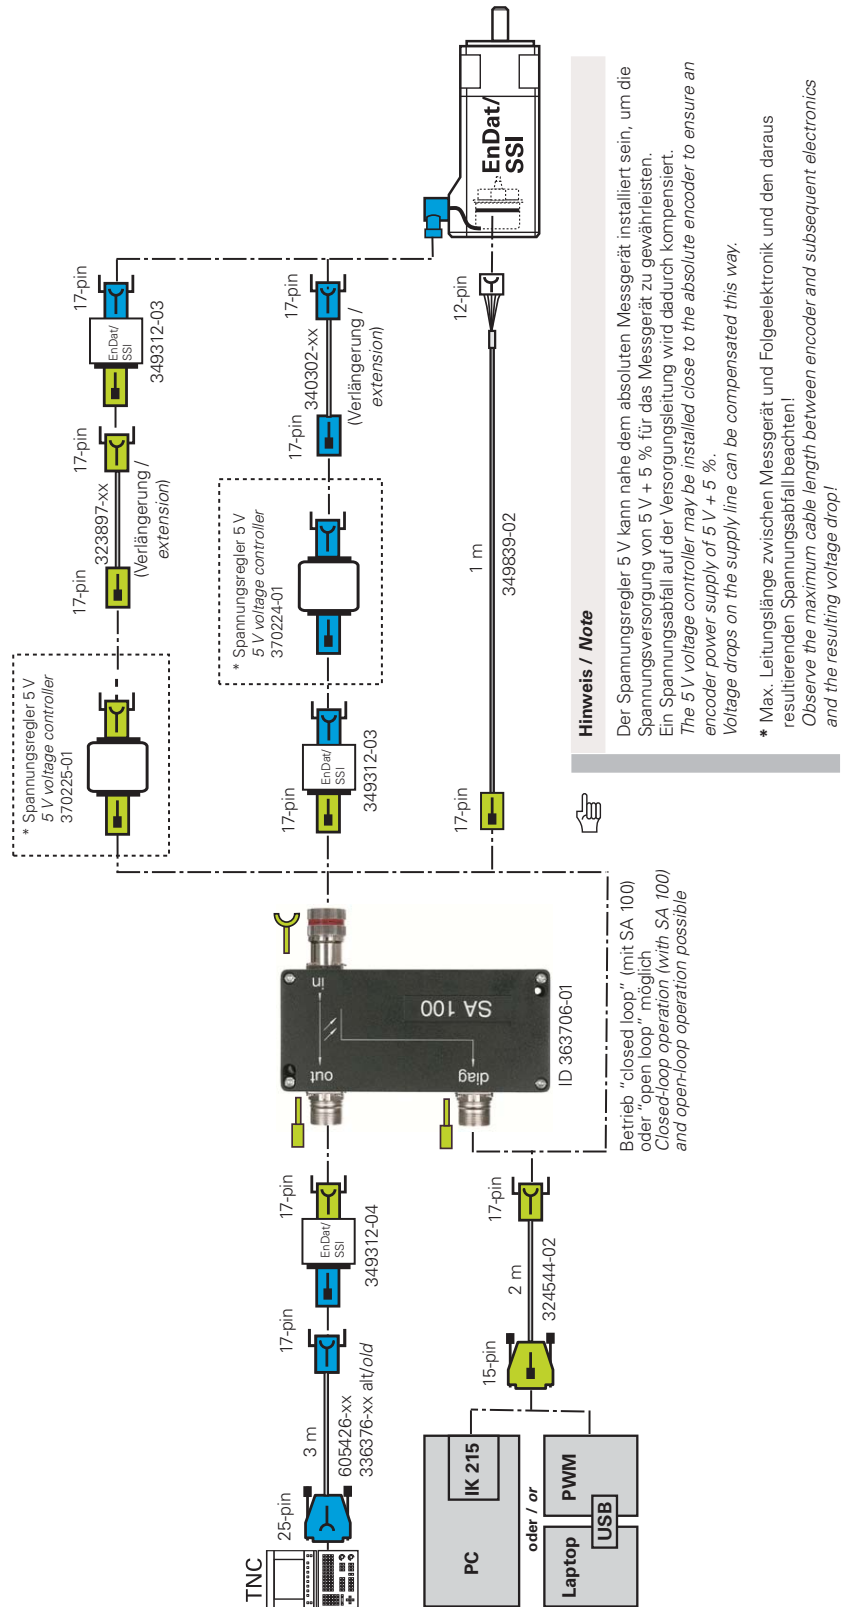 TNC
25-pin
3 m
605426-xx
336376-xx alt/old
17-pin
EnDat/
SSI
17-pin
349312-04
PC
IK 215
oder / or
Laptop
USB
PWM
15-pin
2 m
324544-02
17-pin
out
in
diag
SA 100
ID 363706-01
Betrieb "closed loop" (mit SA 100)
oder "open loop" möglich
Closed-loop operation (with SA 100)
and open-loop operation possible
* Spannungsregler 5 V
5 V voltage controller
370225-01
17-pin
323897-xx
(Verlängerung /
extension)
17-pin
EnDat/
SSI
17-pin
349312-03
17-pin
EnDat/
SSI
349312-03
* Spannungsregler 5 V
5 V voltage controller
370224-01
17-pin
340302-xx
(Verlängerung /
extension)
17-pin
17-pin
1 m
349839-02
12-pin
EnDat/
SSI
Hinweis / Note
Der Spannungsregler 5 V kann nahe dem absoluten Messgerät installiert sein, um die
Spannungsversorgung von 5 V + 5 % für das Messgerät zu gewährleisten.
Ein Spannungsabfall auf der Versorgungsleitung wird dadurch kompensiert.
The 5 V voltage controller may be installed close to the absolute encoder to ensure an
encoder power supply of 5 V + 5 %.
Voltage drops on the supply line can be compensated this way.
* Max. Leitungslänge zwischen Messgerät und Folgeelektronik und den daraus
resultierenden Spannungsabfall beachten!
Observe the maximum cable length between encoder and subsequent electronics
and the resulting voltage drop!